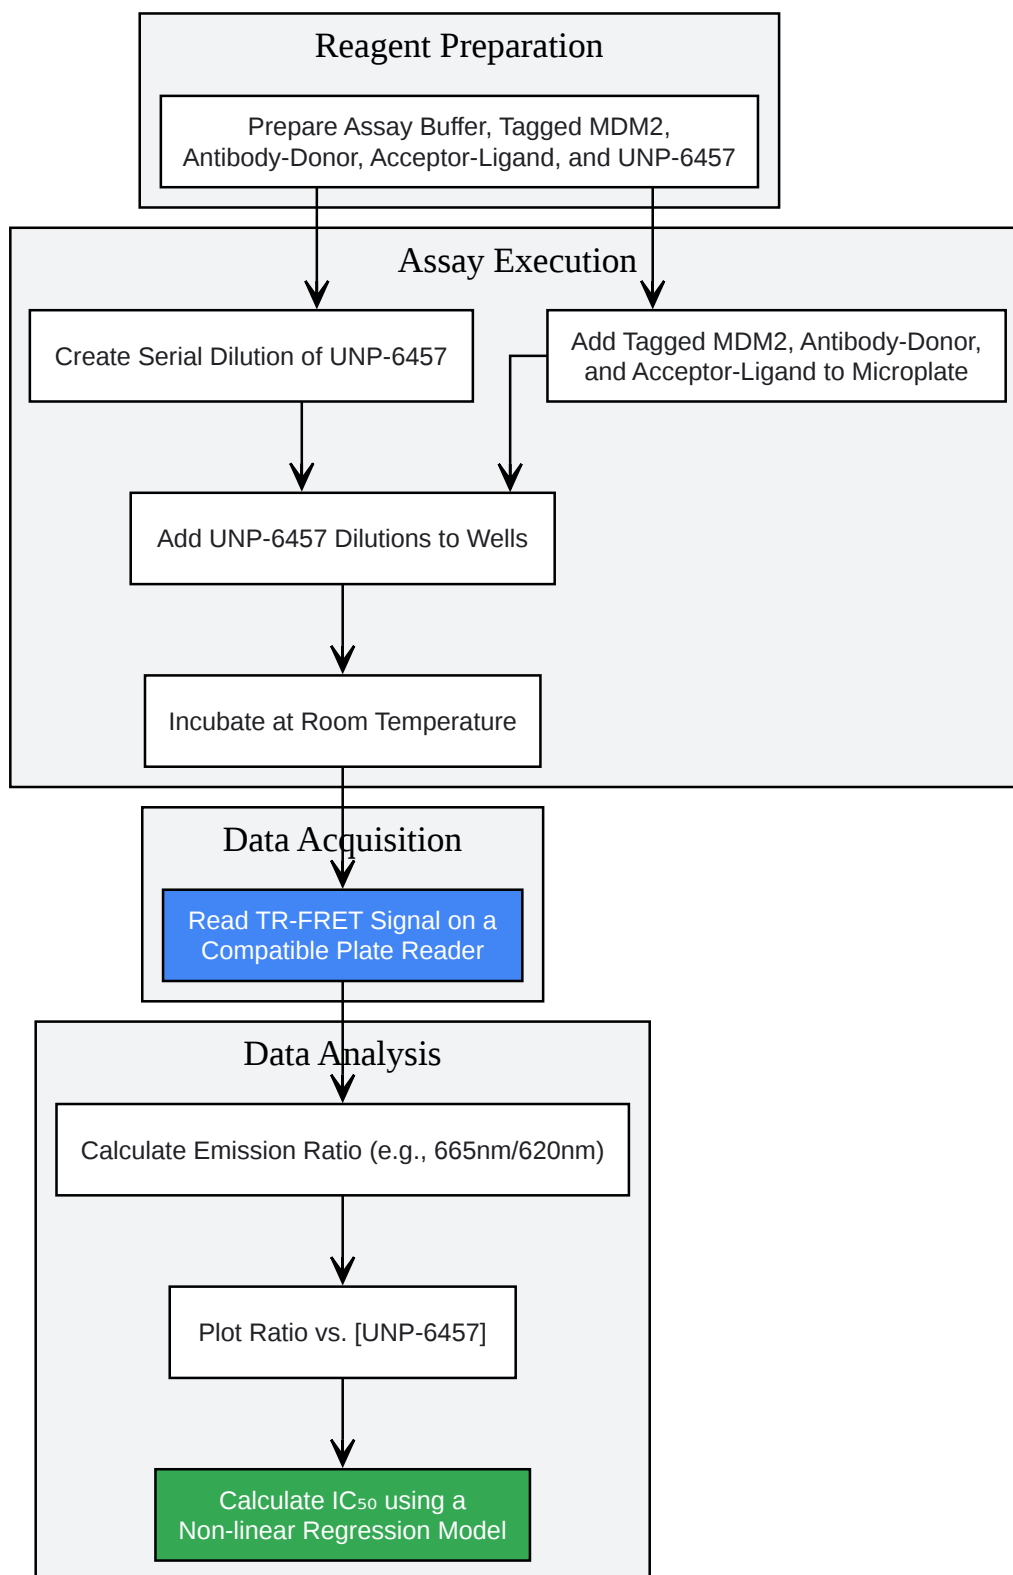 Reagent Preparation
Prepare Assay Buffer, Tagged MDM2,
Antibody-Donor, Acceptor-Ligand, and UNP-6457
Assay Execution
Create Serial Dilution of UNP-6457
Add Tagged MDM2, Antibody-Donor,
and Acceptor-Ligand to Microplate
Add UNP-6457 Dilutions to Wells
Incubate at Room Temperature
Data Acquisition
Read TR-FRET Signal on a
Compatible Plate Reader
Data Analysis
Calculate Emission Ratio (e.g., 665nm/620nm)
Plot Ratio vs. [UNP-6457]
Calculate IC₅₀ using a
Non-linear Regression Model